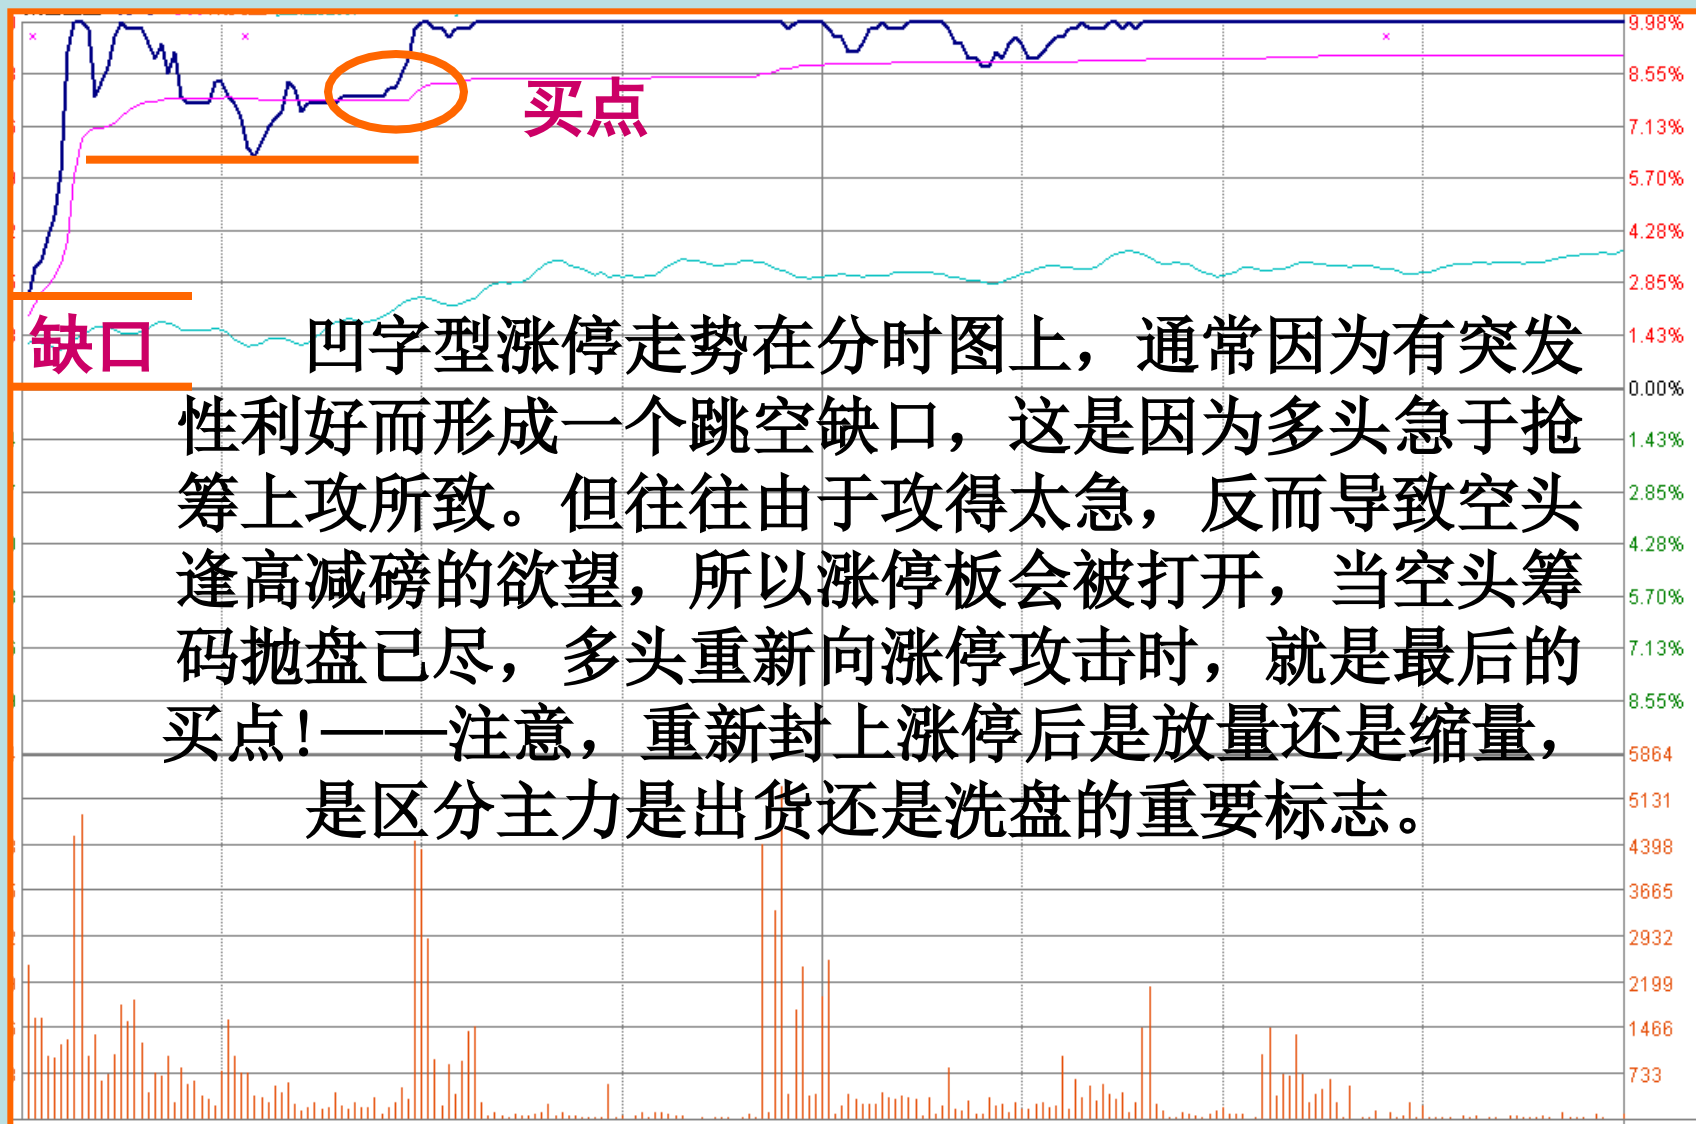 9.98%
8.55%
买点
7.13%
5.70%
4.28%
2.85%
缺口
1.43%
凹字型涨停走势在分时图上，通常因为有突发
0.00%
性利好而形成一个跳空缺口，这是因为多头急于抢
1.43%
筹上攻所致。但往往由于攻得太急，反而导致空头
2.85%
4.28%
逢高减磅的欲望，所以涨停板会被打开，当空头筹
5.70%
码抛盘已尽，多头重新向涨停攻击时，就是最后的
7.13%
8.55%
买点!——注意，重新封上涨停后是放量还是缩量，
5864
是区分主力是出货还是洗盘的重要标志。
5131
4398
3665
2932
2199
1466
733